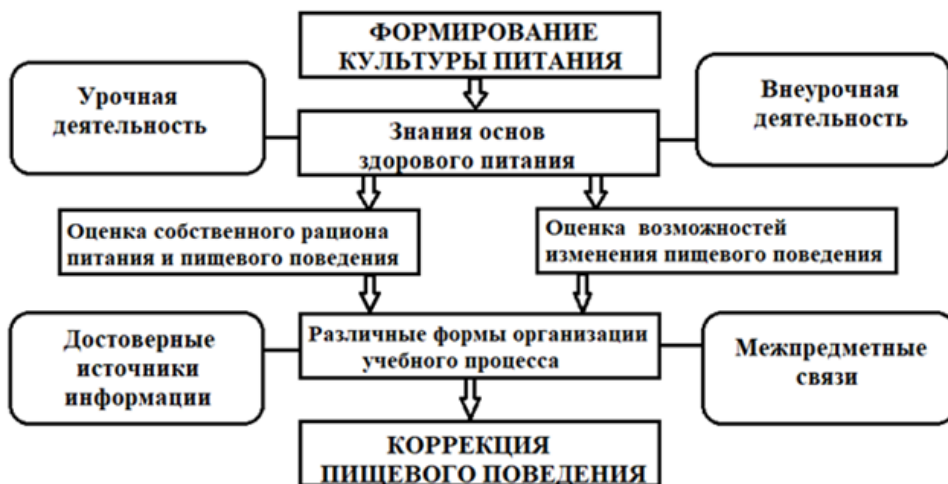 ФОРМИРОВАНИЕ
КУЛЬТУРЫ ПИТАНИЯ
Урочная
деятельность
Внеурочная
деятельность
Знания основ
здорового питания
Оценка собственного рациона
питания и пищевого поведения
Оценка возможностей
изменения пищевого поведения
Достоверные
источники
информации
Различные формы организации
учебного процесса
Межпредметные
связи
КОРРЕКЦИЯ
ПИЩЕВОГО ПОВЕДЕНИЯ